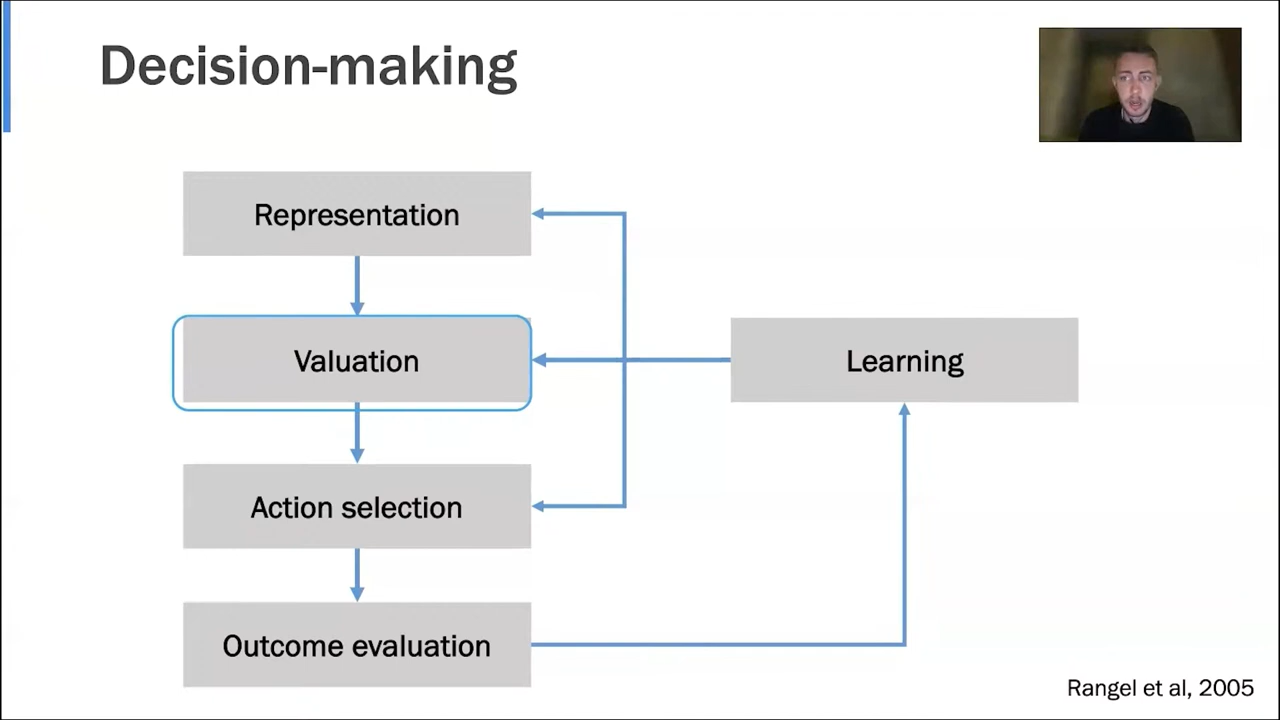 Decision-making
Representation
Valuation
Learning
Action selection
Outcome evaluation
Rangel et al, 2005